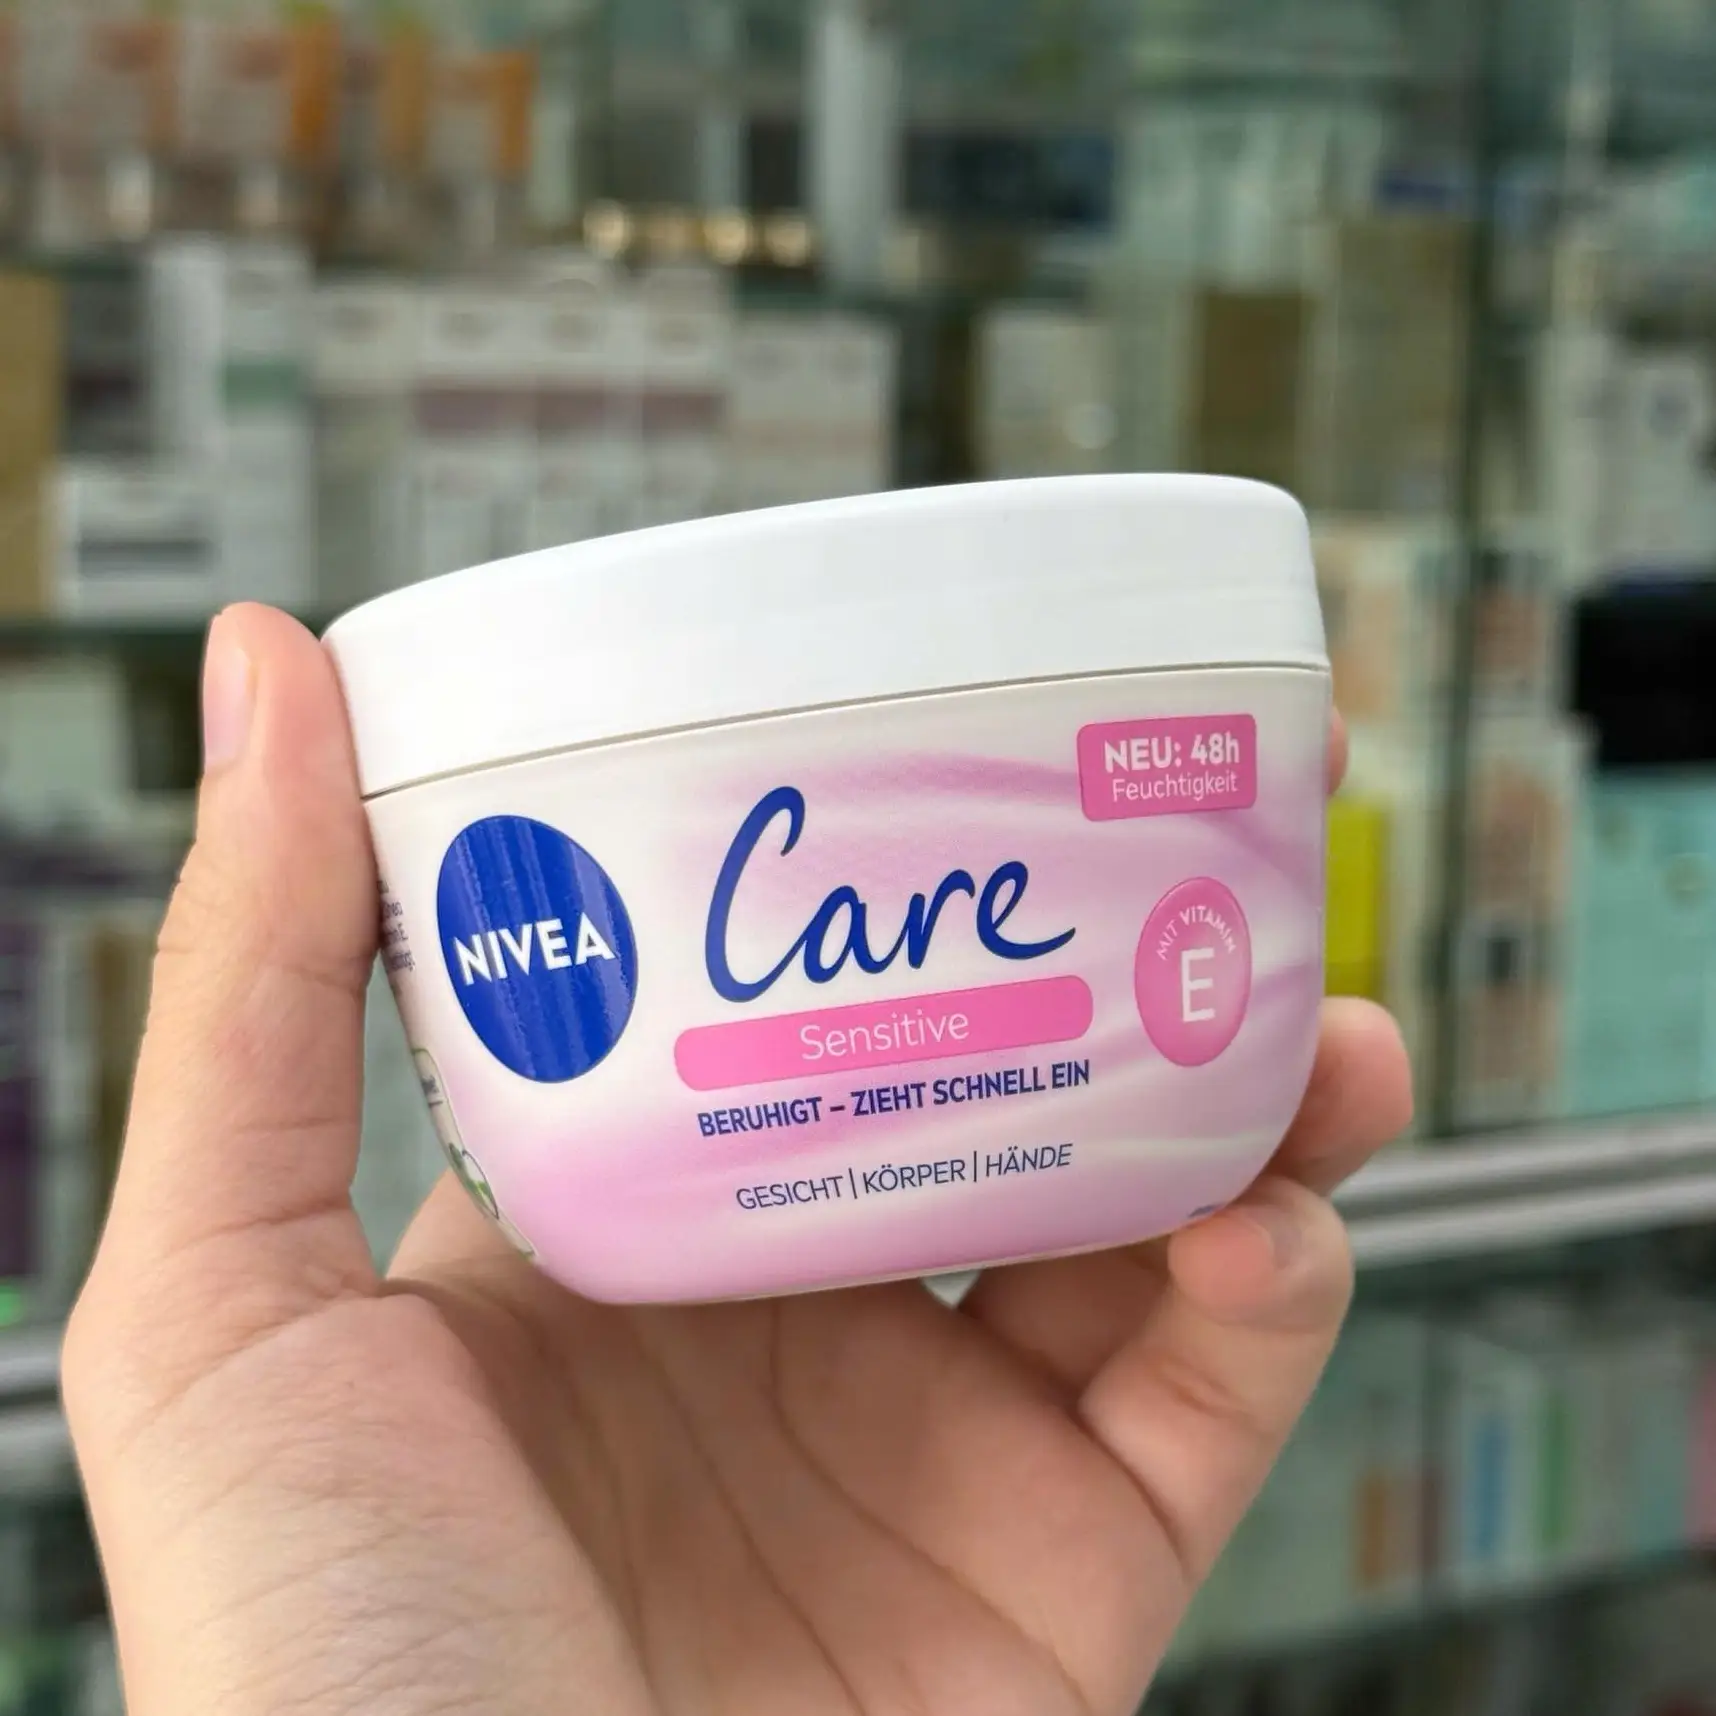 NEU: 48h
Feuchtigkeit
NIVEA
Care
MIT VITAMIN
E
Sensitive
BERUHIGT – ZIEHT SCHNELL EIN
GESICHT | KÖRPER | HÄNDE